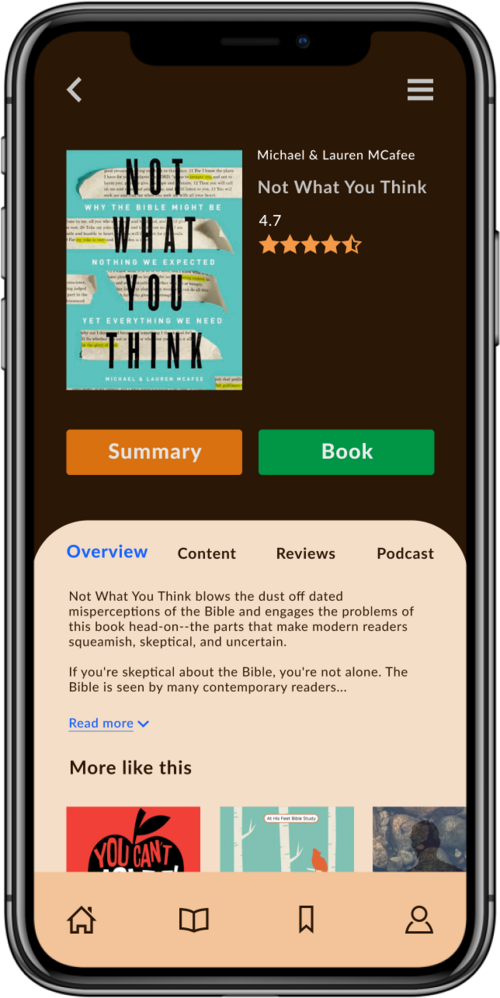 Michael & Lauren MCafee
Not What You Think
4.7
NOT
WHY THE BIBLE MIGHT BE
WHAT
NOTHING WE EXPECTED
YOU
YET EVERYTHING WE NEED
THINK
MICHAEL & LAUREN MCAFEE
Summary
Book
Overview Content Reviews Podcast
Not What You Think blows the dust off dated
misperceptions of the Bible and engages the problems of
this book head-on--the parts that make modern readers
squeamish, skeptical, and uncertain.
If you're skeptical about the Bible, you're not alone. The
Bible is seen by many contemporary readers...
Read more
More like this
YOU CAN'T
At His Feet Bible Study